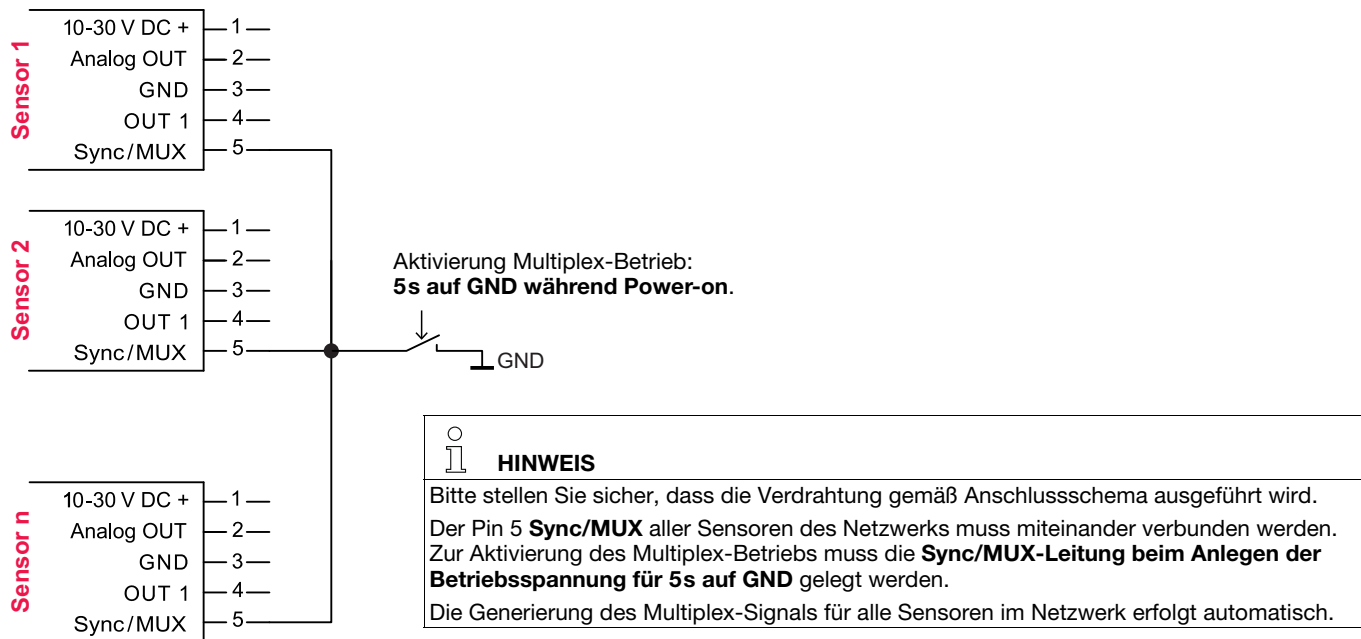 Sensor 1
10-30 V DC + 1
Analog OUT 2
GND 3
OUT 1 4
Sync/MUX 5
Sensor 2
10-30 V DC + 1
Analog OUT 2
GND 3
OUT 1 4
Sync/MUX 5
Aktivierung Multiplex-Betrieb:
5s auf GND während Power-on.
GND
Sensor n
10-30 V DC + 1
Analog OUT 2
GND 3
OUT 1 4
Sync/MUX 5
HINWEIS
Bitte stellen Sie sicher, dass die Verdrahtung gemäß Anschlussschema ausgeführt wird.
Der Pin 5 Sync/MUX aller Sensoren des Netzwerks muss miteinander verbunden werden.
Zur Aktivierung des Multiplex-Betriebs muss die Sync/MUX-Leitung beim Anlegen der
Betriebsspannung für 5s auf GND gelegt werden.
Die Generierung des Multiplex-Signals für alle Sensoren im Netzwerk erfolgt automatisch.